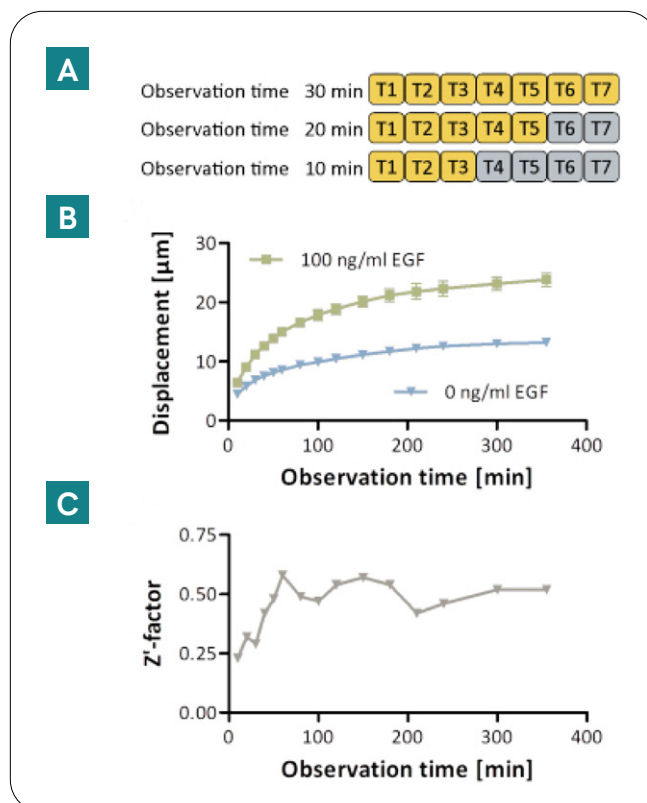 A
Observation time 30 min T1 T2 T3 T4 T5 T6 T7
Observation time 20 min T1 T2 T3 T4 T5 T6 T7
Observation time 10 min T1 T2 T3 T4 T5 T6 T7
B
Displacement [µm]
30
20
10
0
100 ng/ml EGF
0 ng/ml EGF
0 100 200 300 400
Observation time [min]
C
Z'-factor
0.75
0.50
0.25
0.00
0 100 200 300 400
Observation time [min]